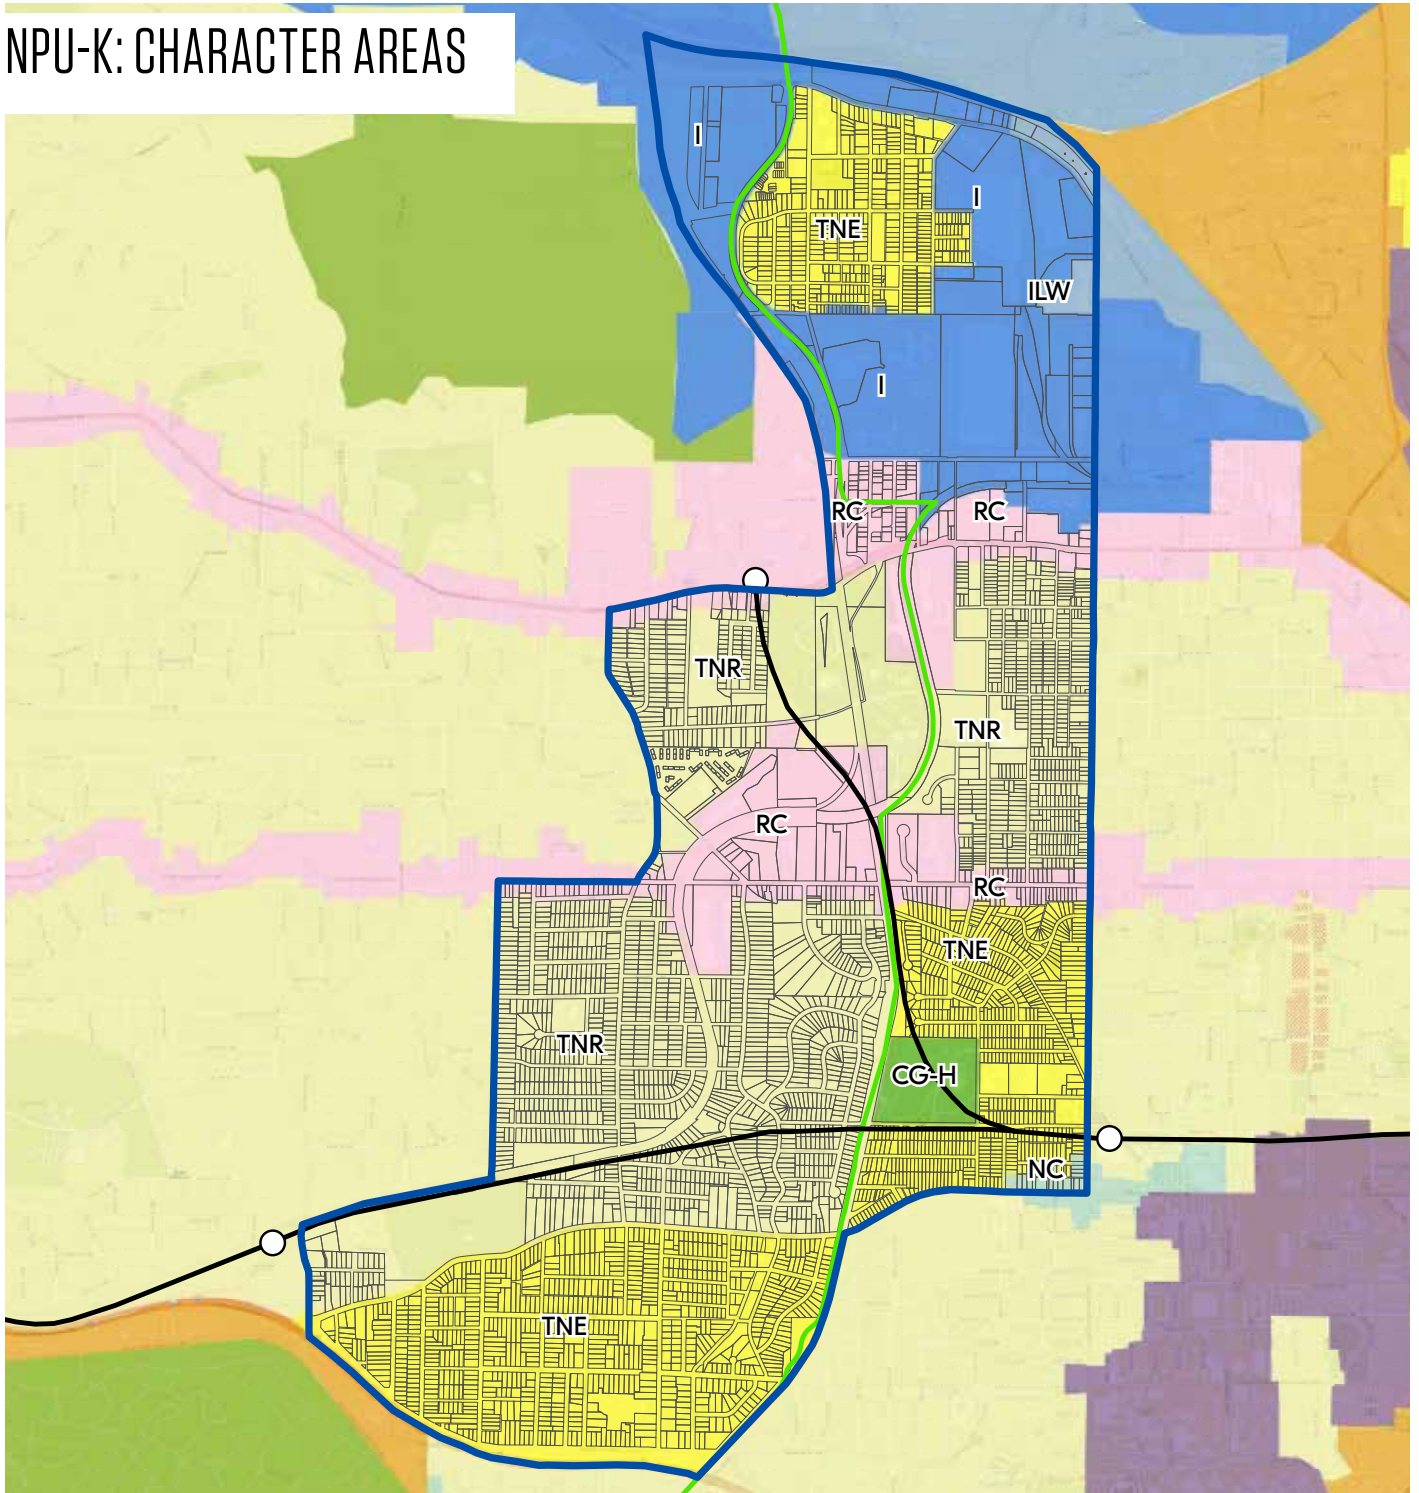 NPU-K: CHARACTER AREAS
I
I
TNE
ILW
I
RC
RC
TNR
TNR
RC
RC
TNE
TNR
CG-H
NC
TNE